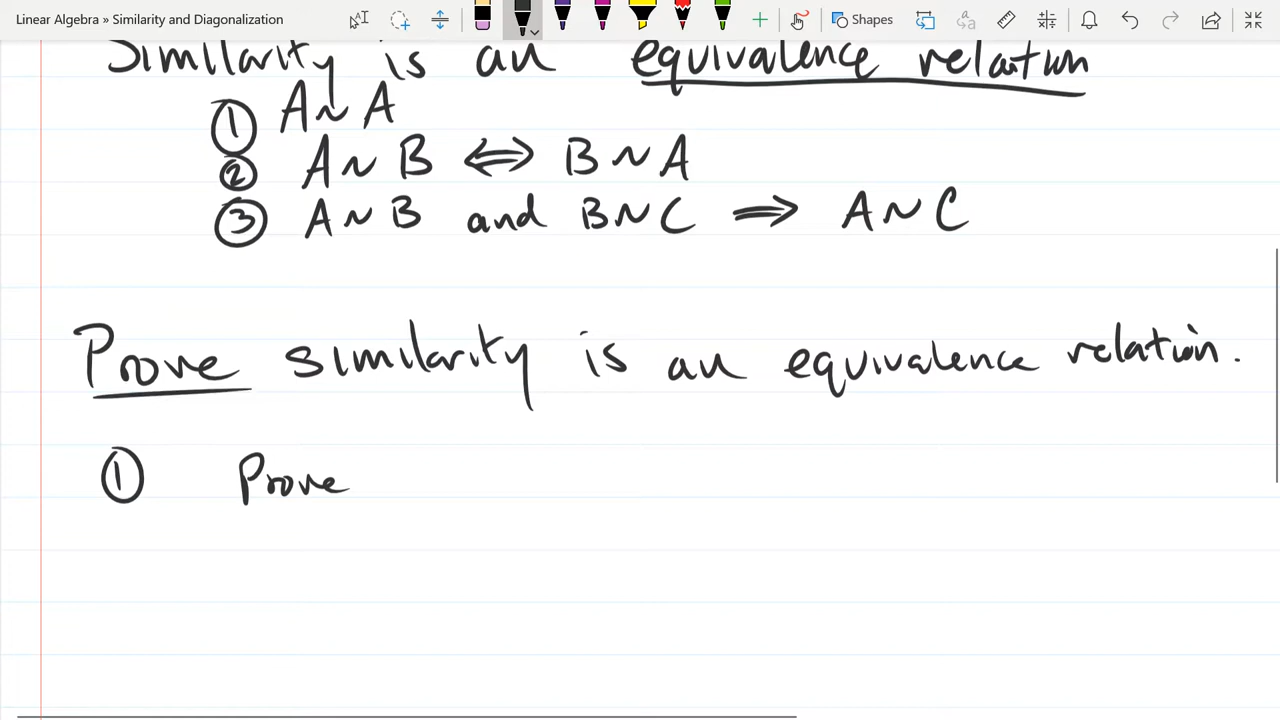 Linear Algebra » Similarity and Diagonalization Shapes
Similarity is an equivalence relation
① A~A
② A~B ⟺ B~A
③ A~B and B~C ⟹ A~C
Prove similarity is an equivalence relation.
① Prove